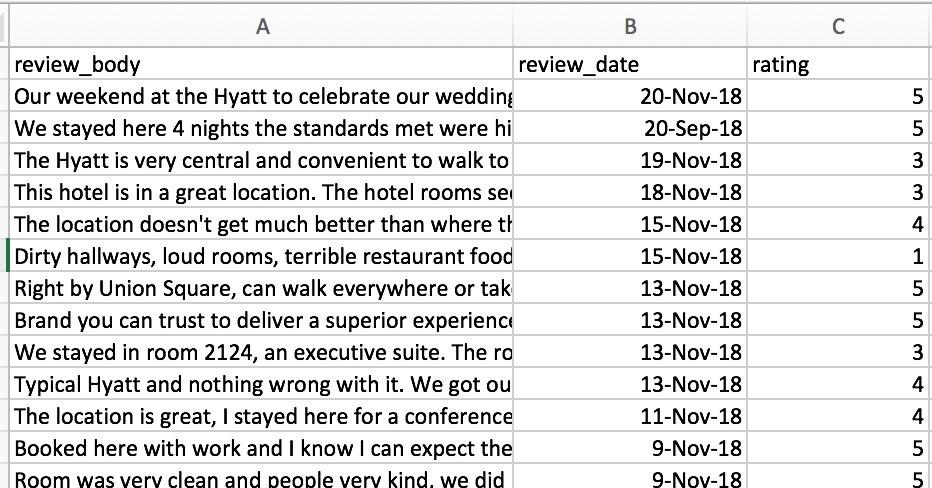 A B C
review_body review_date rating
Our weekend at the Hyatt to celebrate our wedding 20-Nov-18 5
We stayed here 4 nights the standards met were hi 20-Sep-18 5
The Hyatt is very central and convenient to walk to 19-Nov-18 3
This hotel is in a great location. The hotel rooms see 18-Nov-18 3
The location doesn't get much better than where th 15-Nov-18 4
Dirty hallways, loud rooms, terrible restaurant food 15-Nov-18 1
Right by Union Square, can walk everywhere or tak 13-Nov-18 5
Brand you can trust to deliver a superior experience 13-Nov-18 5
We stayed in room 2124, an executive suite. The ro 13-Nov-18 3
Typical Hyatt and nothing wrong with it. We got ou 13-Nov-18 4
The location is great, I stayed here for a conference 11-Nov-18 4
Booked here with work and I know I can expect the 9-Nov-18 5
Room was very clean and people very kind, we did 9-Nov-18 5